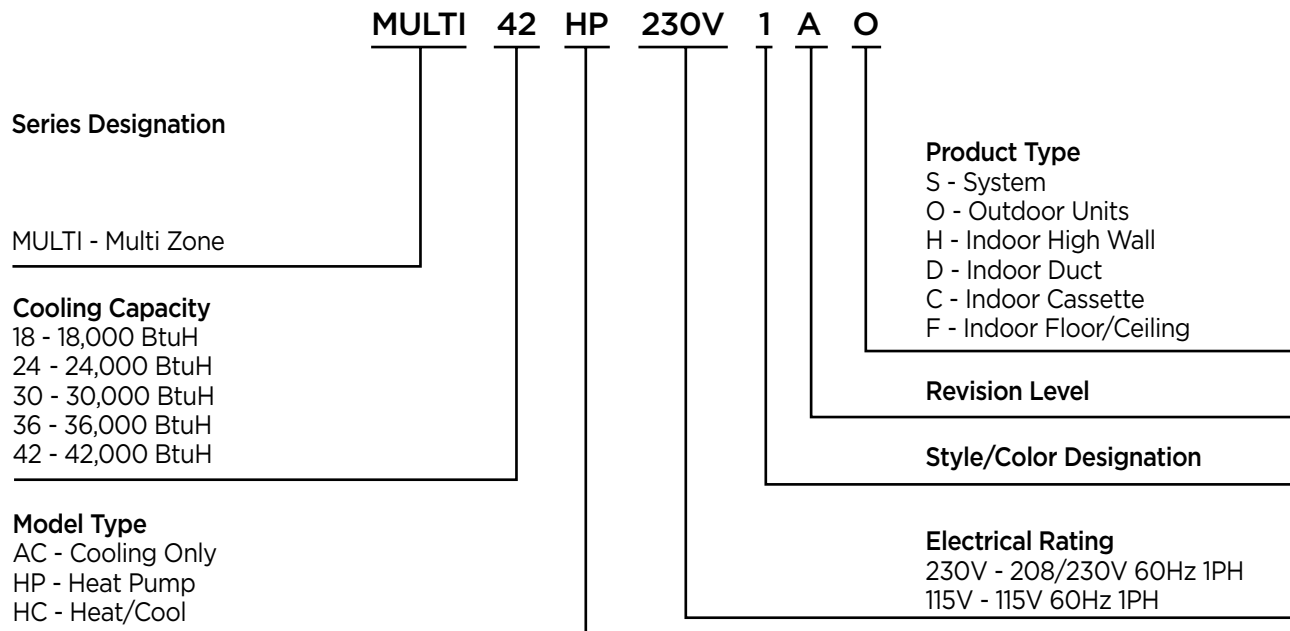 MULTI 42 HP 230V 1 A O
Series Designation
MULTI - Multi Zone
Cooling Capacity
18 - 18,000 BtuH
24 - 24,000 BtuH
30 - 30,000 BtuH
36 - 36,000 BtuH
42 - 42,000 BtuH
Model Type
AC - Cooling Only
HP - Heat Pump
HC - Heat/Cool
Product Type
S - System
O - Outdoor Units
H - Indoor High Wall
D - Indoor Duct
C - Indoor Cassette
F - Indoor Floor/Ceiling
Revision Level
Style/Color Designation
Electrical Rating
230V - 208/230V 60Hz 1PH
115V - 115V 60Hz 1PH